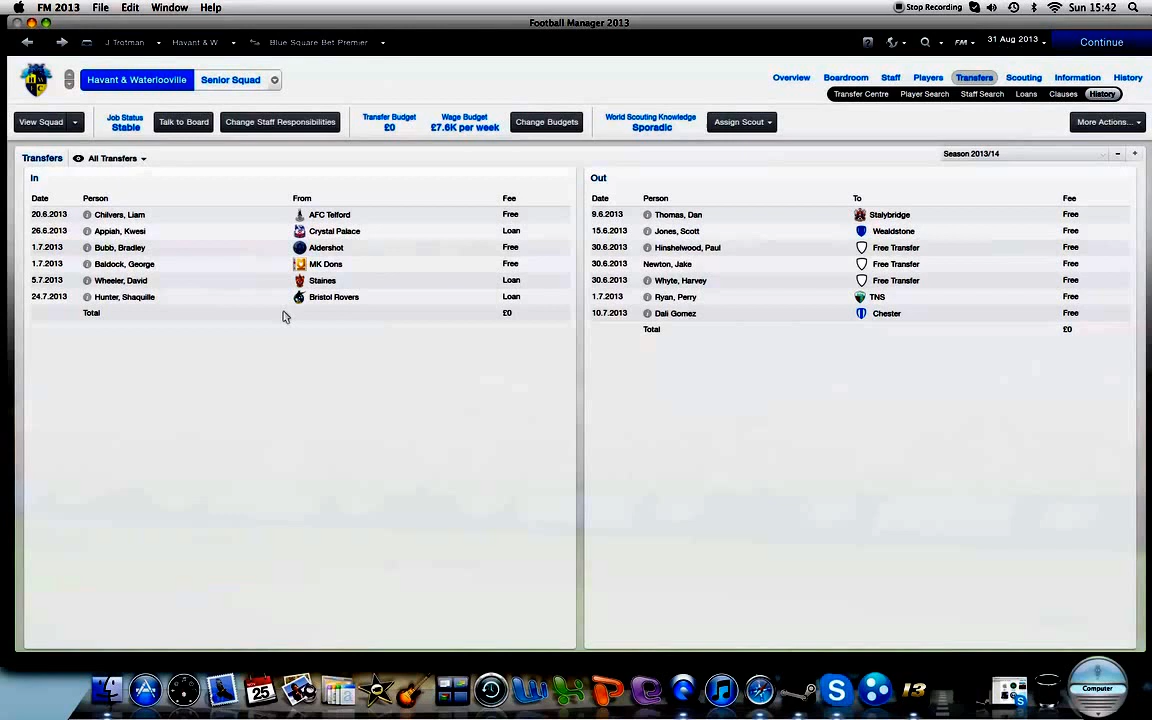 FM 2013 File Edit Window Help Stop Recording Sun 15:42
Football Manager 2013
J Trotman Havant & W Blue Square Bet Premier FM 31 Aug 2013 Continue
Havant & Waterlooville Senior Squad Overview Boardroom Staff Players Transfers Scouting Information History
Transfer Centre Player Search Staff Search Loans Clauses History
View Squad Job Status Stable Talk to Board Change Staff Responsibilities Transfer Budget £0 Wage Budget £7.6K per week Change Budgets World Scouting Knowledge Sporadic Assign Scout More Actions...
Transfers All Transfers Season 2013/14 - +
In
Date Person From Fee
20.6.2013 Chilvers, Liam AFC Telford Free
26.6.2013 Appiah, Kwesi Crystal Palace Loan
1.7.2013 Bubb, Bradley Aldershot Free
1.7.2013 Baldock, George MK Dons Free
5.7.2013 Wheeler, David Staines Loan
24.7.2013 Hunter, Shaquille Bristol Rovers Loan
Total £0
Out
Date Person To Fee
9.6.2013 Thomas, Dan Stalybridge Free
15.6.2013 Jones, Scott Wealdstone Free
30.6.2013 Hinshelwood, Paul Free Transfer Free
30.6.2013 Newton, Jake Free Transfer Free
30.6.2013 Whyte, Harvey Free Transfer Free
1.7.2013 Ryan, Perry TNS Free
10.7.2013 Dali Gomez Chester Free
Total £0
NOV 25
13
Computer